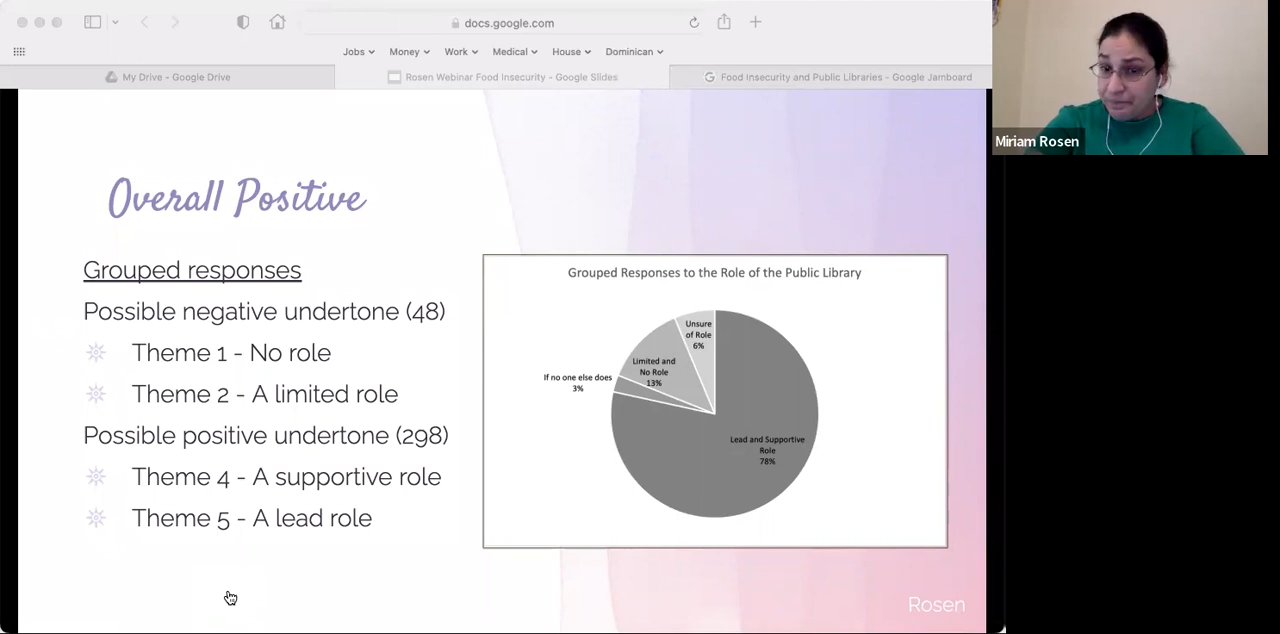 docs.google.com
Jobs Money Work Medical House Dominican
My Drive - Google Drive
Rosen Webinar Food Insecurity - Google Slides
Food Insecurity and Public Libraries - Google Jamboard
Miriam Rosen
Overall Positive
Grouped responses
Possible negative undertone (48)
Theme 1 - No role
Theme 2 - A limited role
Possible positive undertone (298)
Theme 4 - A supportive role
Theme 5 - A lead role
Grouped Responses to the Role of the Public Library
Unsure
of Role
6%
Limited and
No Role
13%
If no one else does
3%
Lead and Supportive
Role
78%
Rosen